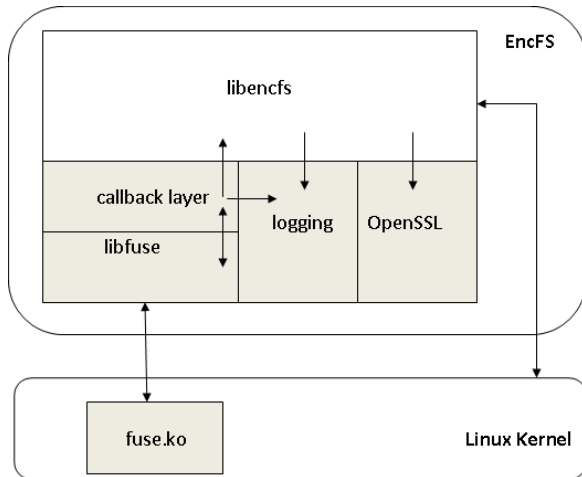 EncFS
libencfs
callback layer
libfuse
logging
OpenSSL
fuse.ko
Linux Kernel